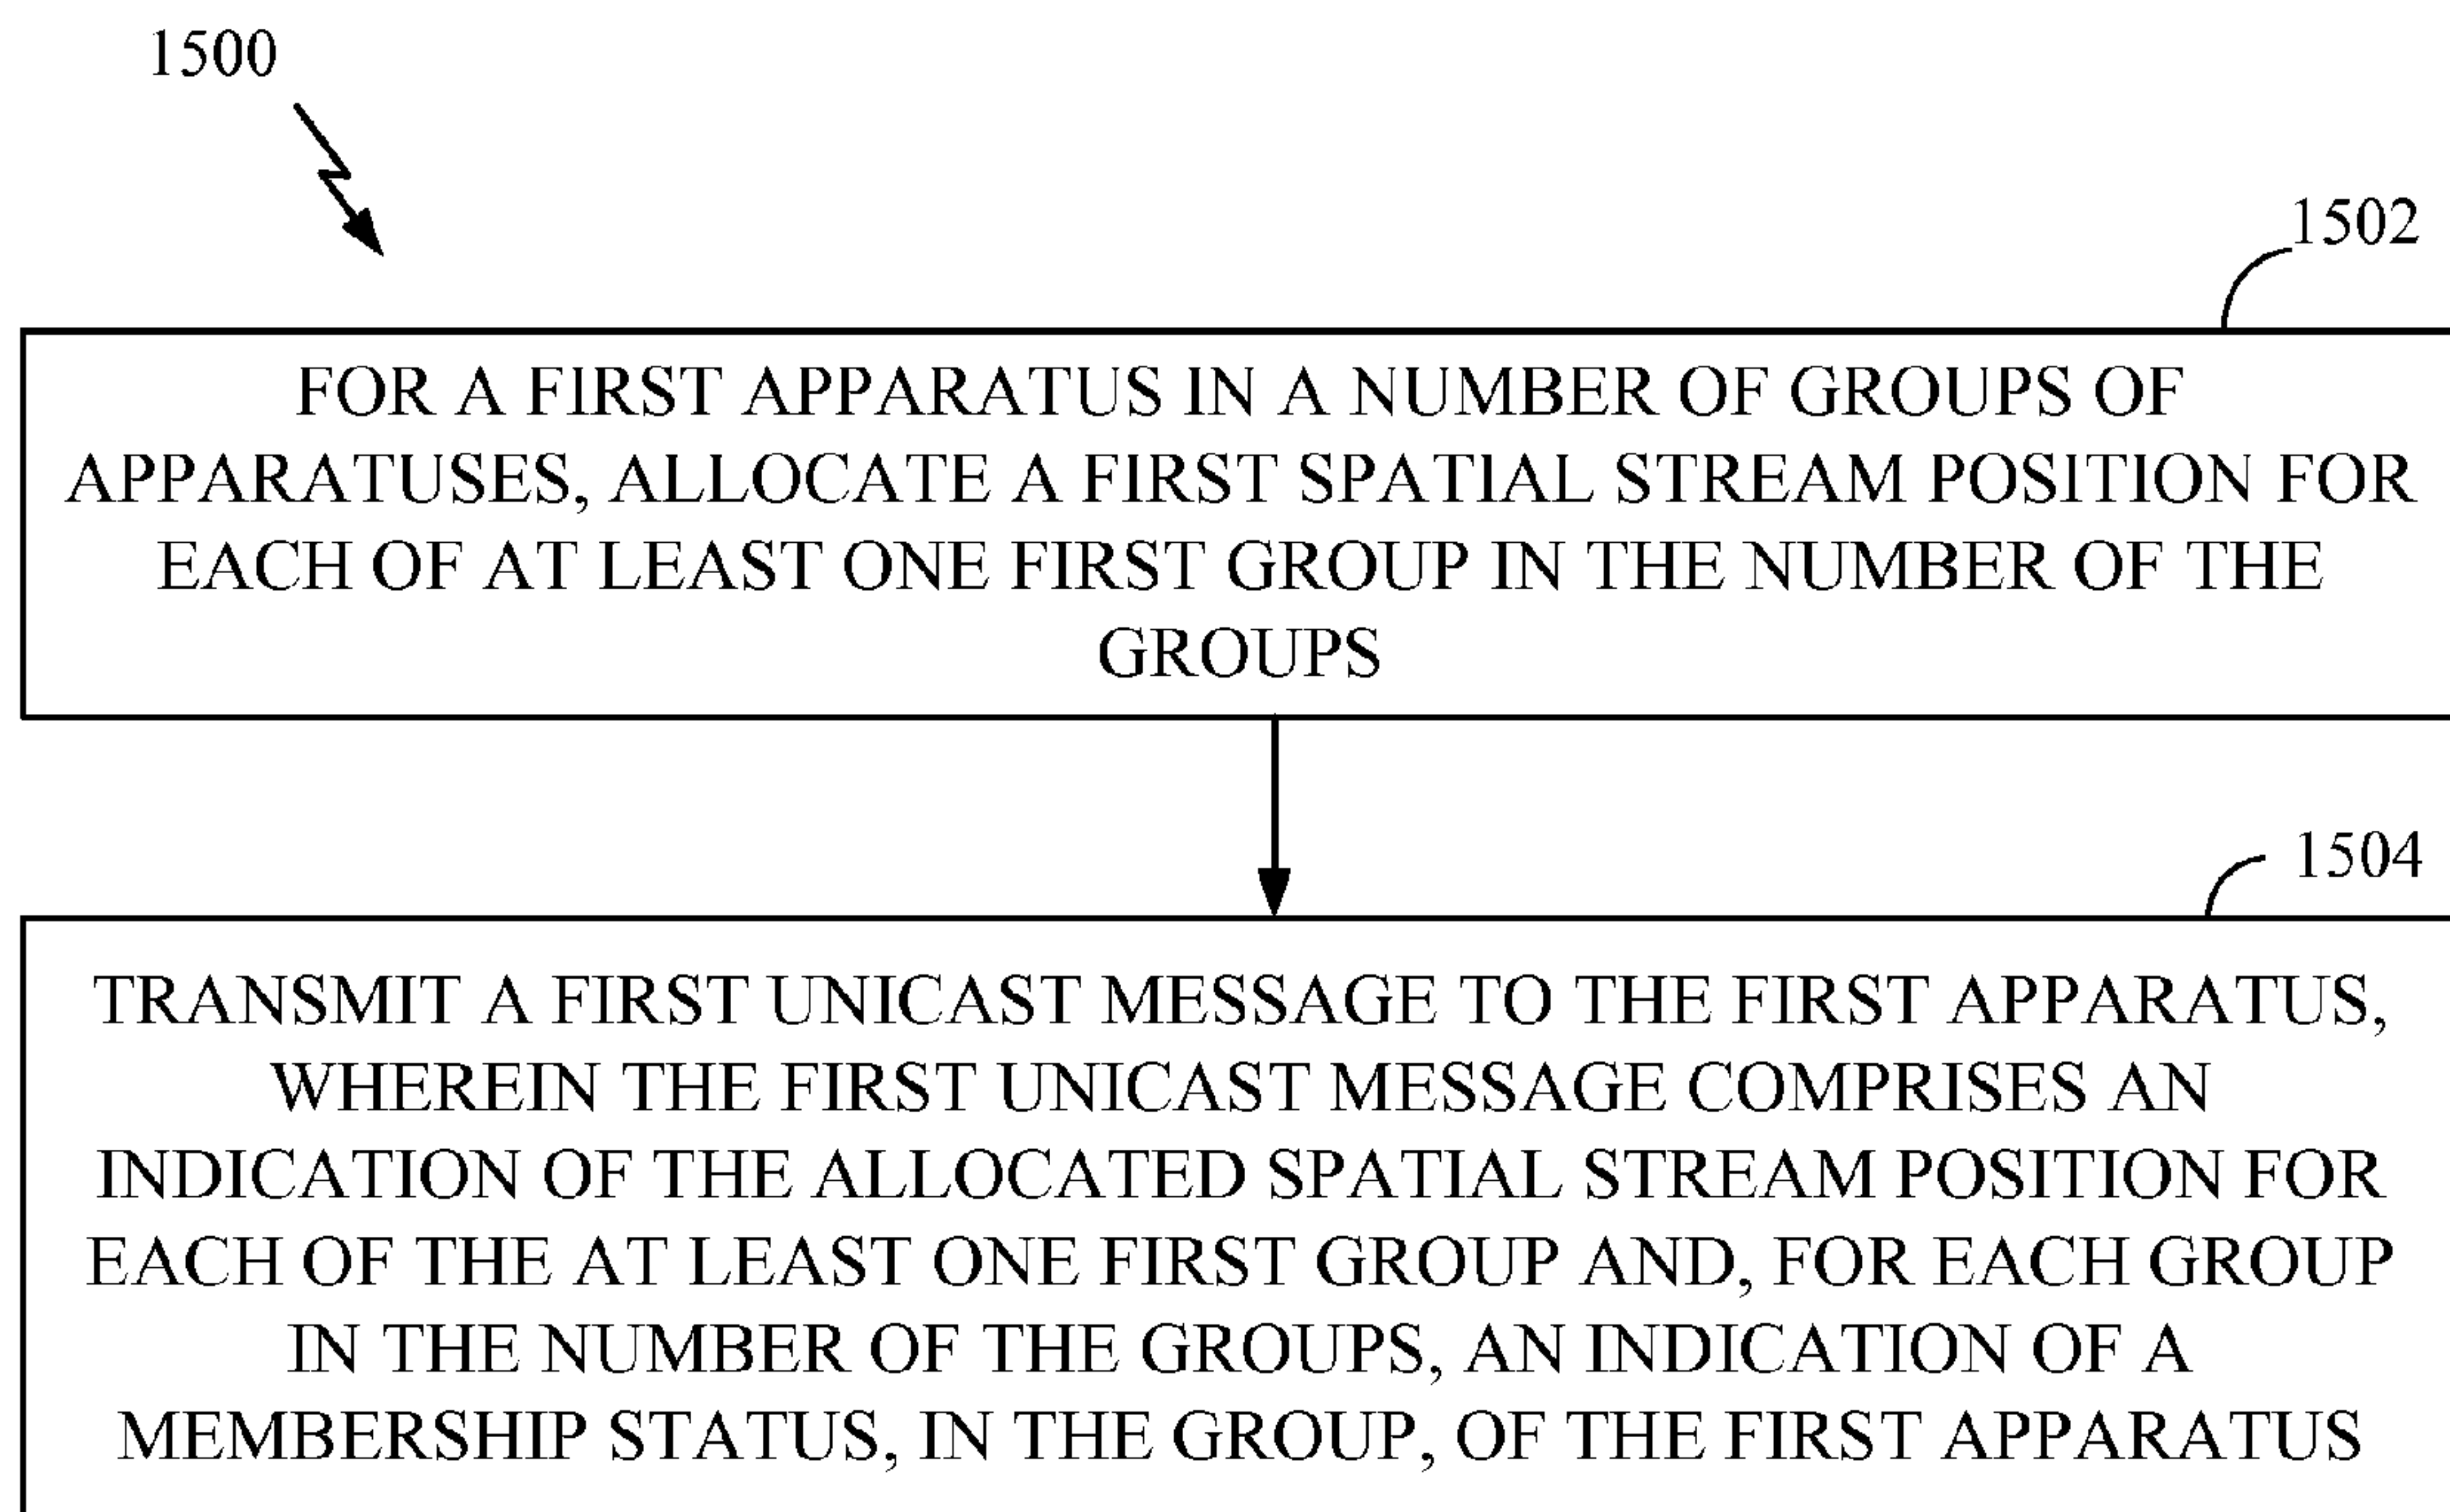 1500
1502
FOR A FIRST APPARATUS IN A NUMBER OF GROUPS OF
APPARATUSES, ALLOCATE A FIRST SPATIAL STREAM POSITION FOR
EACH OF AT LEAST ONE FIRST GROUP IN THE NUMBER OF THE
GROUPS
1504
TRANSMIT A FIRST UNICAST MESSAGE TO THE FIRST APPARATUS,
WHEREIN THE FIRST UNICAST MESSAGE COMPRISES AN
INDICATION OF THE ALLOCATED SPATIAL STREAM POSITION FOR
EACH OF THE AT LEAST ONE FIRST GROUP AND, FOR EACH GROUP
IN THE NUMBER OF THE GROUPS, AN INDICATION OF A
MEMBERSHIP STATUS, IN THE GROUP, OF THE FIRST APPARATUS